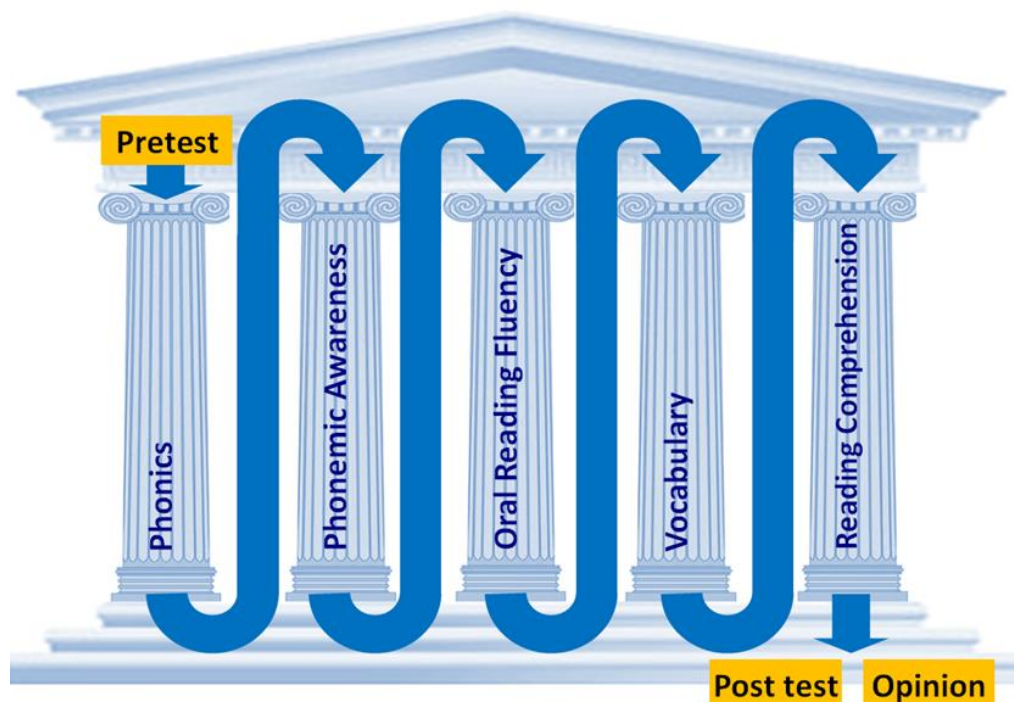 Pretest
Phonics
Phonemic Awareness
Oral Reading Fluency
Vocabulary
Reading Comprehension
Post test
Opinion